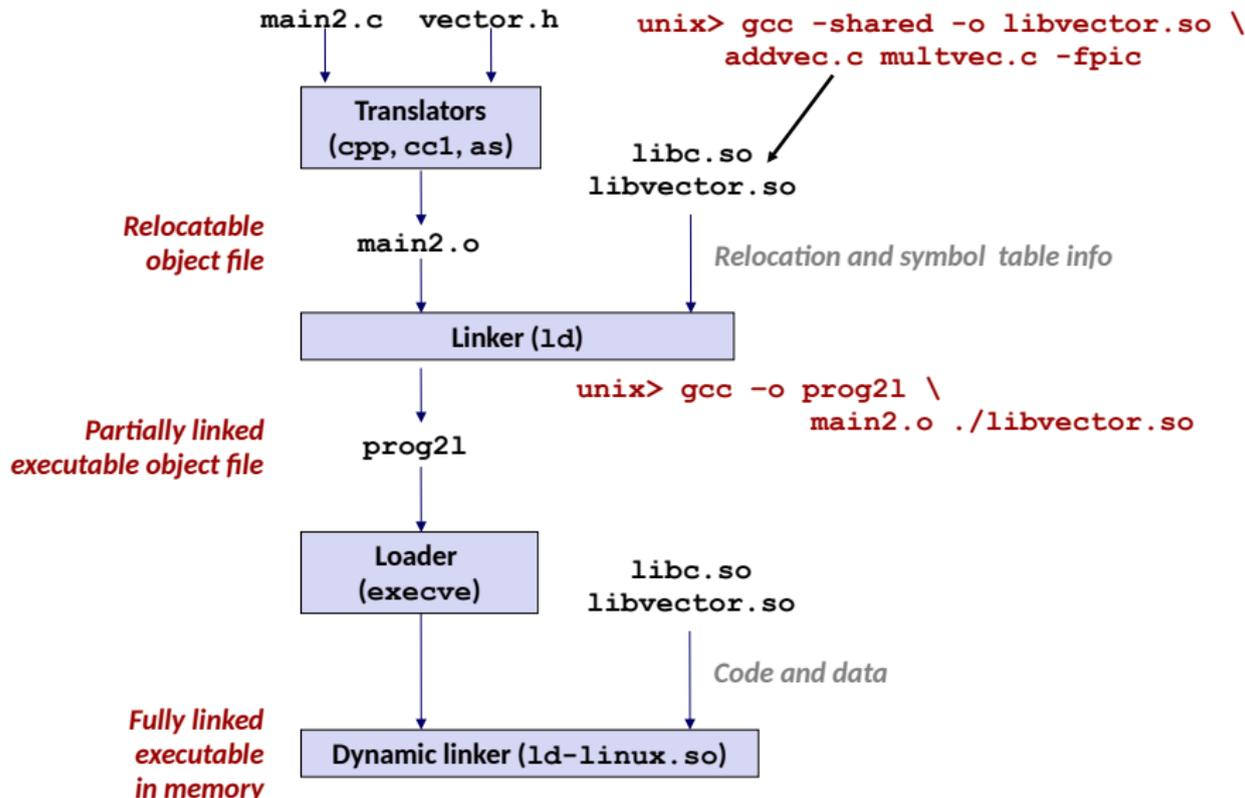 main2.c vector.h
unix> gcc -shared -o libvector.so \
addvec.c multvec.c -fpic
Translators
(cpp, cc1, as)
libc.so
libvector.so
Relocatable
object file
main2.o
Relocation and symbol table info
Linker (ld)
unix> gcc –o prog2l \
main2.o ./libvector.so
Partially linked
executable object file
prog2l
Loader
(execve)
libc.so
libvector.so
Code and data
Fully linked
executable
in memory
Dynamic linker (ld-linux.so)